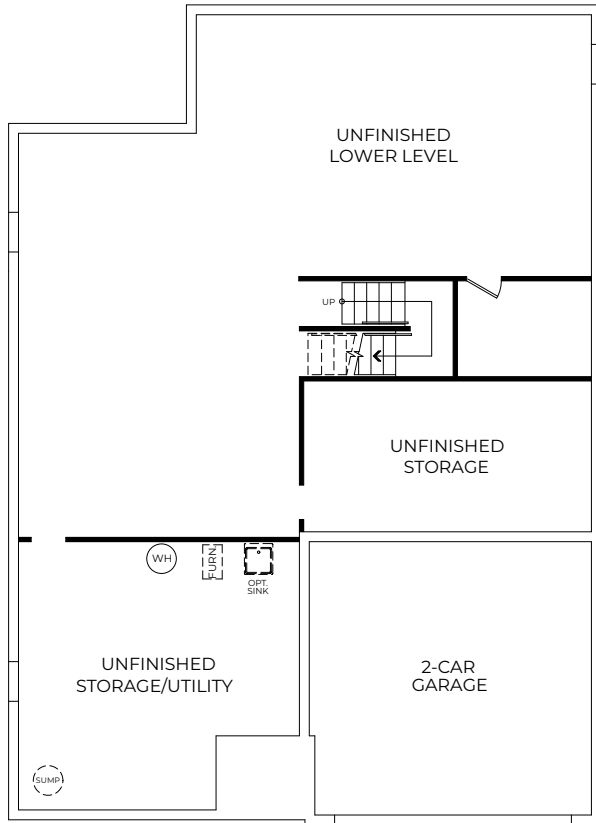 UNFINISHED
LOWER LEVEL
UP
UNFINISHED
STORAGE
WH
FURN.
OPT.
SINK
UNFINISHED
STORAGE/UTILITY
2-CAR
GARAGE
SUMP